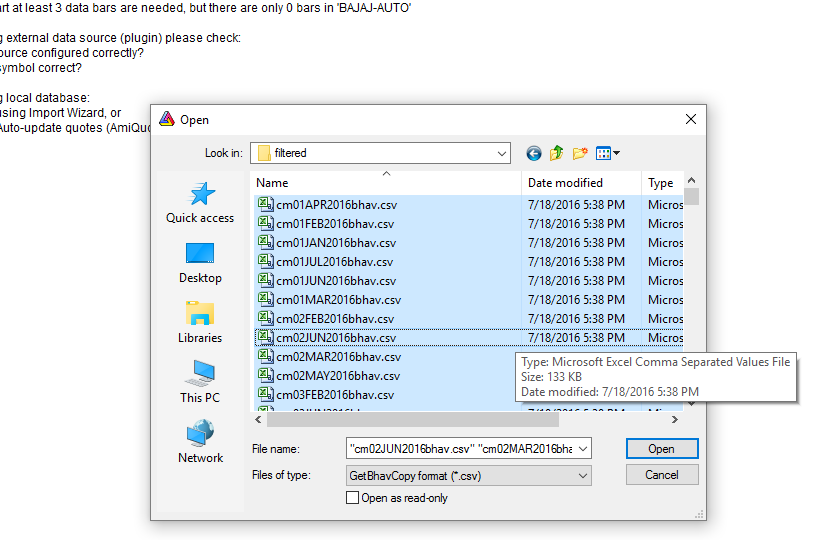 rt at least 3 data bars are needed, but there are only 0 bars in 'BAJAJ-AUTO'
g external data source (plugin) please check:
ource configured correctly?
symbol correct?
g local database:
using Import Wizard, or
Auto-update quotes (AmiQuo
Open
Look in: filtered
Name Date modified Type
cm01APR2016bhav.csv 7/18/2016 5:38 PM Micros
cm01FEB2016bhav.csv 7/18/2016 5:38 PM Micros
cm01JAN2016bhav.csv 7/18/2016 5:38 PM Micros
cm01JUL2016bhav.csv 7/18/2016 5:38 PM Micros
cm01JUN2016bhav.csv 7/18/2016 5:38 PM Micros
cm01MAR2016bhav.csv 7/18/2016 5:38 PM Micros
cm02FEB2016bhav.csv 7/18/2016 5:38 PM Micros
cm02JUN2016bhav.csv 7/18/2016 5:38 PM Micros
cm02MAR2016bhav.csv
cm02MAY2016bhav.csv
cm03FEB2016bhav.csv
Type: Microsoft Excel Comma Separated Values File
Size: 133 KB
Date modified: 7/18/2016 5:38 PM
Quick access
Desktop
Libraries
This PC
Network
File name: "cm02JUN2016bhav.csv" "cm02MAR2016bha
Open
Files of type: GetBhavCopy format (*.csv)
Cancel
Open as read-only